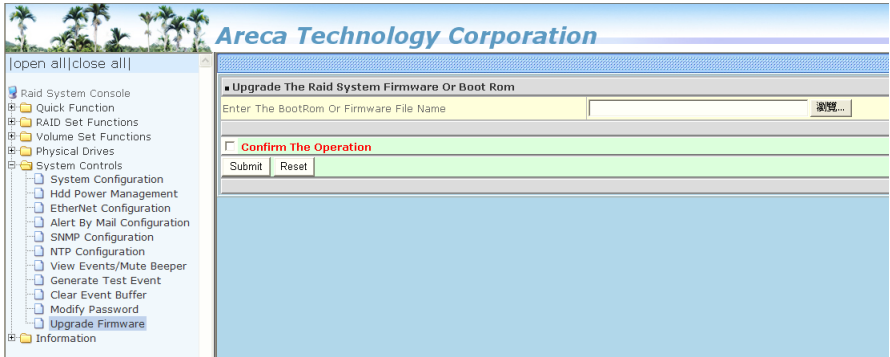 Areca Technology Corporation
|open all|close all|
Raid System Console
Quick Function
RAID Set Functions
Volume Set Functions
Physical Drives
System Controls
System Configuration
Hdd Power Management
EtherNet Configuration
Alert By Mail Configuration
SNMP Configuration
NTP Configuration
View Events/Mute Beeper
Generate Test Event
Clear Event Buffer
Modify Password
Upgrade Firmware
Information
Upgrade The Raid System Firmware Or Boot Rom
Enter The BootRom Or Firmware File Name
瀏覽...
Confirm The Operation
Submit Reset